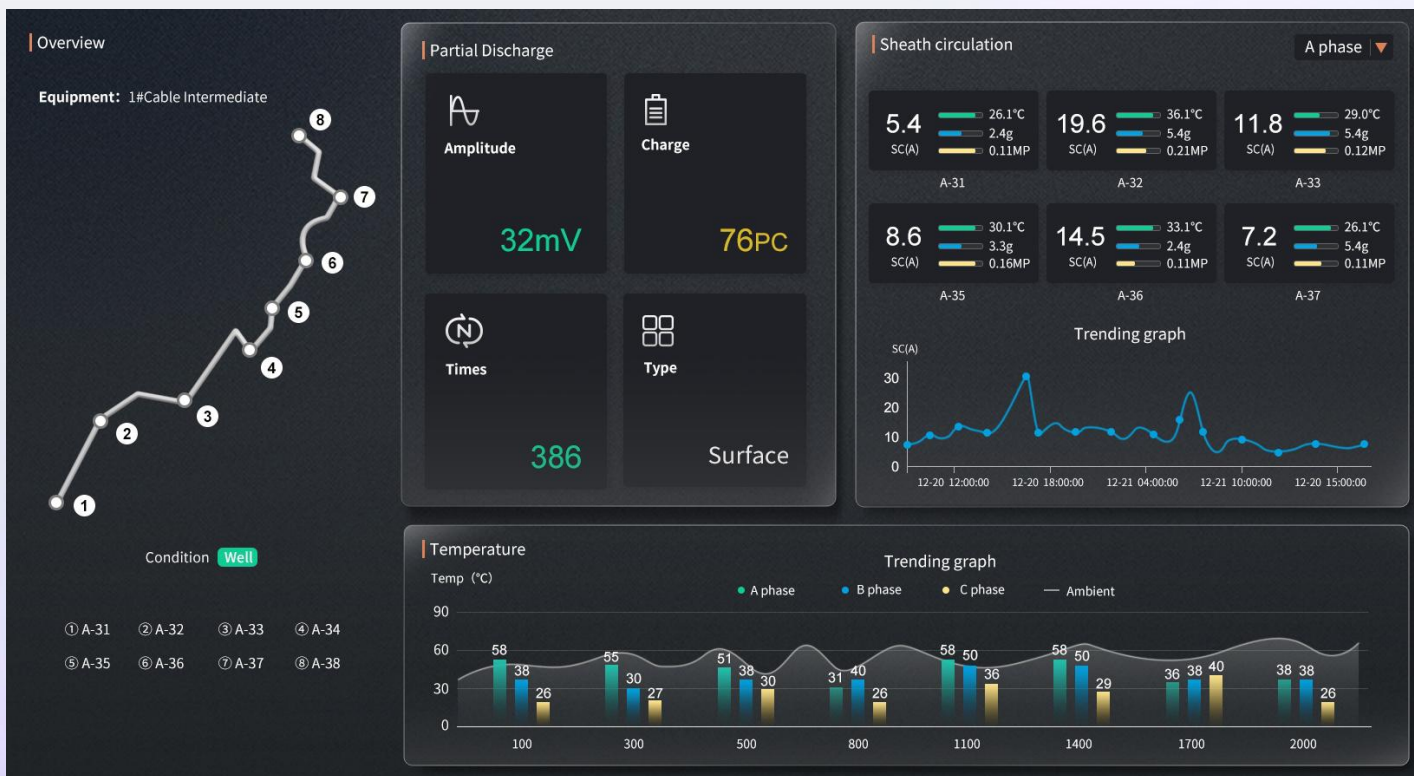 Overview
Equipment: 1#Cable Intermediate
8
7
6
5
4
3
2
1
Condition Well
① A-31 ② A-32 ③ A-33 ④ A-34
⑤ A-35 ⑥ A-36 ⑦ A-37 ⑧ A-38
Partial Discharge
Amplitude
32mV
Charge
76PC
N
Times
386
Type
Surface
Sheath circulation
A phase
5.4
SC(A)
26.1°C
2.4g
0.11MP
A-31
19.6
SC(A)
36.1°C
5.4g
0.21MP
A-32
11.8
SC(A)
29.0°C
5.4g
0.12MP
A-33
8.6
SC(A)
30.1°C
3.3g
0.16MP
A-35
14.5
SC(A)
33.1°C
2.4g
0.11MP
A-36
7.2
SC(A)
26.1°C
5.4g
0.11MP
A-37
Trending graph
SC(A)
30
20
10
0
12-20 12:00:00 12-20 18:00:00 12-21 04:00:00 12-21 10:00:00 12-20 15:00:00
Temperature
Trending graph
Temp (°C)
A phase B phase C phase Ambient
90
60
30
0
58 38 26
55 30 27
51 38 30
31 40 26
58 50 36
58 50 29
36 38 40
38 38 26
100 300 500 800 1100 1400 1700 2000